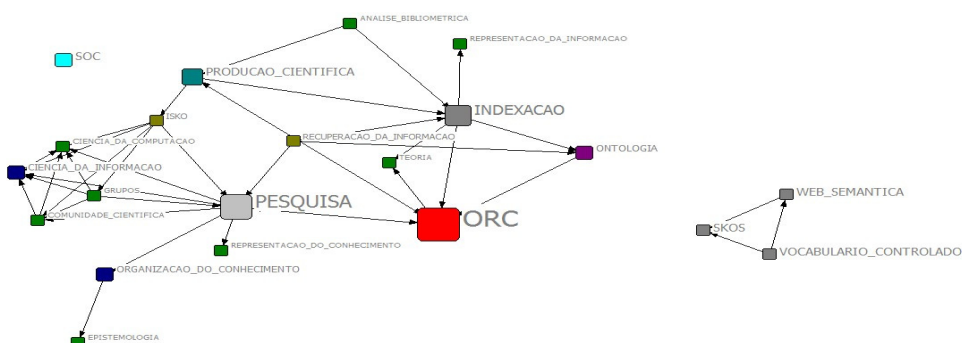 ANALISE_BIBLIOMETRICA
REPRESENTACAO_DA_INFORMACAO
SOC
PRODUCAO_CIENTIFICA
INDEXACAO
ISKO
RECUPERACAO_DA_INFORMACAO
CIENCIA_DA_COMPUTACAO
ONTOLOGIA
TEORIA
CIENCIA_DA_INFORMACAO
GRUPOS
WEB_SEMANTICA
PESQUISA
COMUNIDADE_CIENTIFICA
ORC
SKOS
REPRESENTACAO_DO_CONHECIMENTO
VOCABULARIO_CONTROLADO
ORGANIZACAO_DO_CONHECIMENTO
EPISTEMOLOGIA